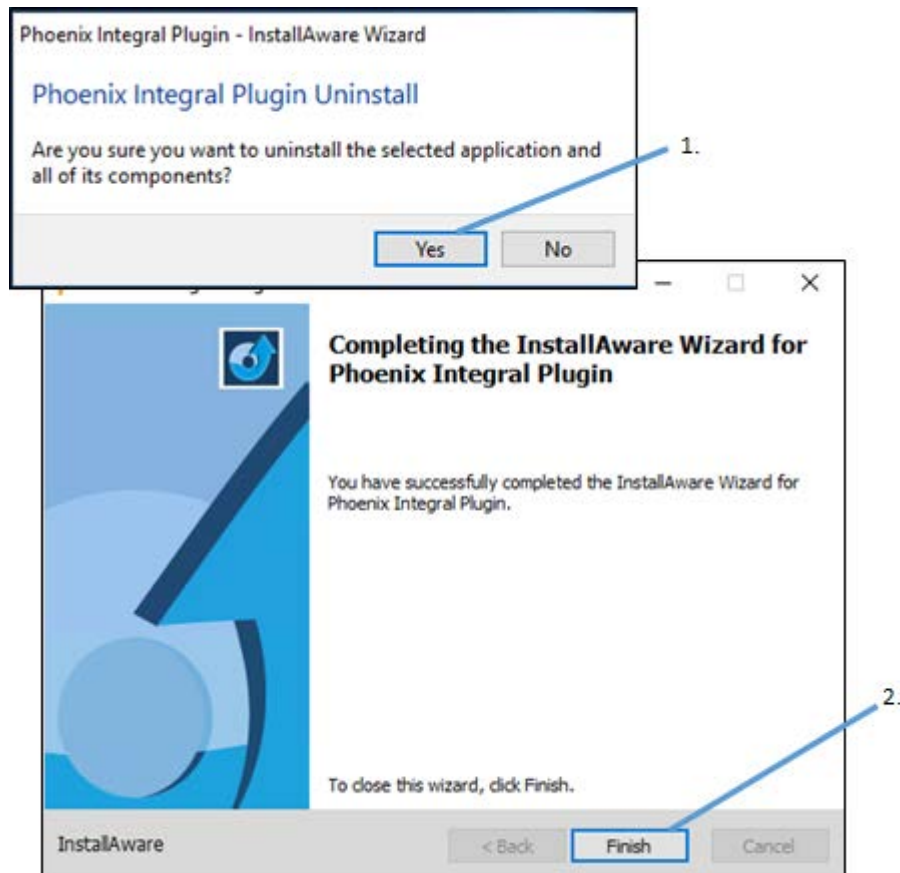 Phoenix Integral Plugin - InstallAware Wizard
Phoenix Integral Plugin Uninstall
Are you sure you want to uninstall the selected application and
all of its components?
1.
Yes
No
Completing the InstallAware Wizard for
Phoenix Integral Plugin
You have successfully completed the InstallAware Wizard for
Phoenix Integral Plugin.
2.
To close this wizard, click Finish.
InstallAware
< Back
Finish
Cancel